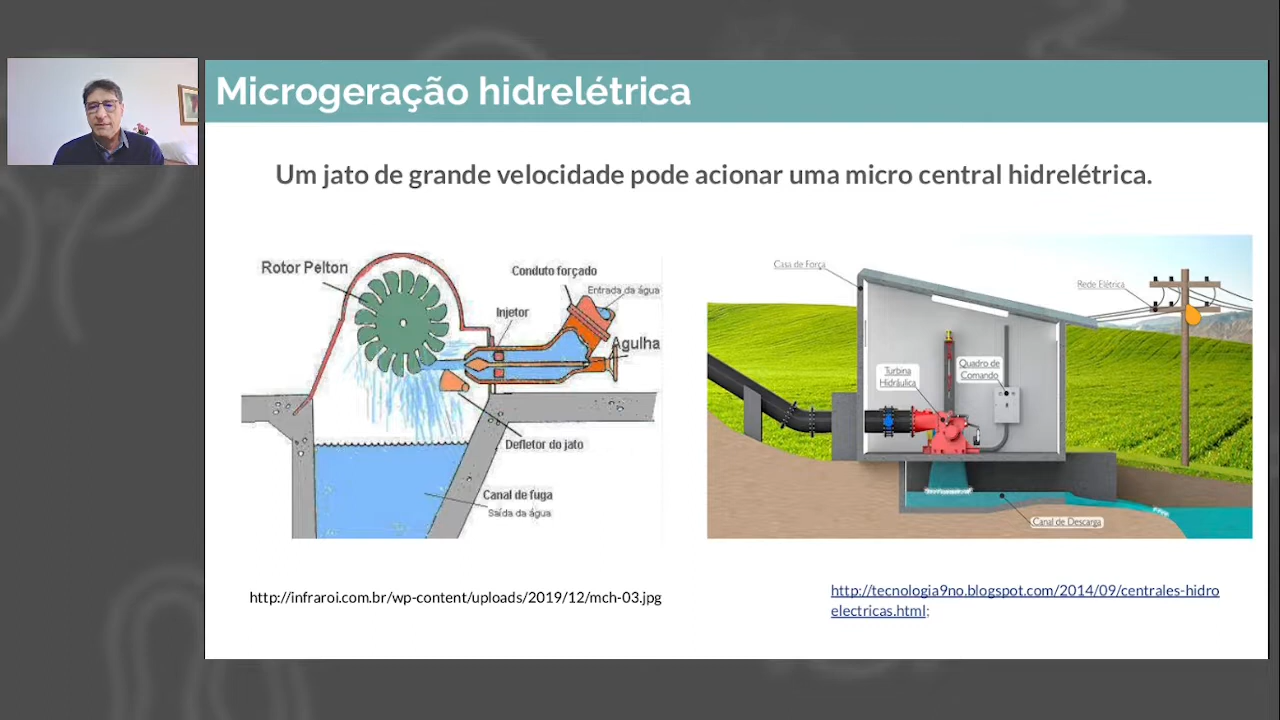 Microgeração hidrelétrica
Um jato de grande velocidade pode acionar uma micro central hidrelétrica.
Rotor Pelton
Conduto forçado
Entrada da água
Injetor
Agulha
Defletor do jato
Canal de fuga
Saída da água
Casa de Força
Rede Elétrica
Turbina
Hidráulica
Quadro de
Comando
Canal de Descarga
http://infraroi.com.br/wp-content/uploads/2019/12/mch-03.jpg
http://tecnologia9no.blogspot.com/2014/09/centrales-hidro
electricas.html;